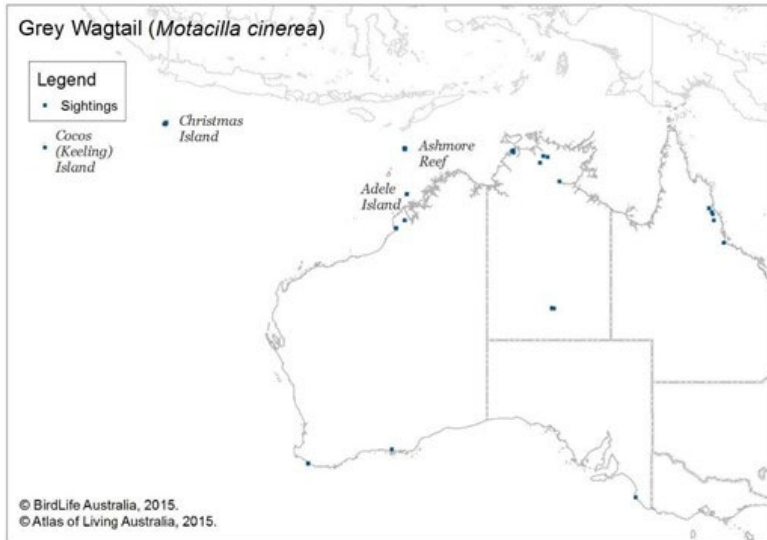 Grey Wagtail (Motacilla cinerea)
Legend
Sightings
Cocos
(Keeling)
Island
Christmas
Island
Ashmore
Reef
Adele
Island
© BirdLife Australia, 2015.
© Atlas of Living Australia, 2015.